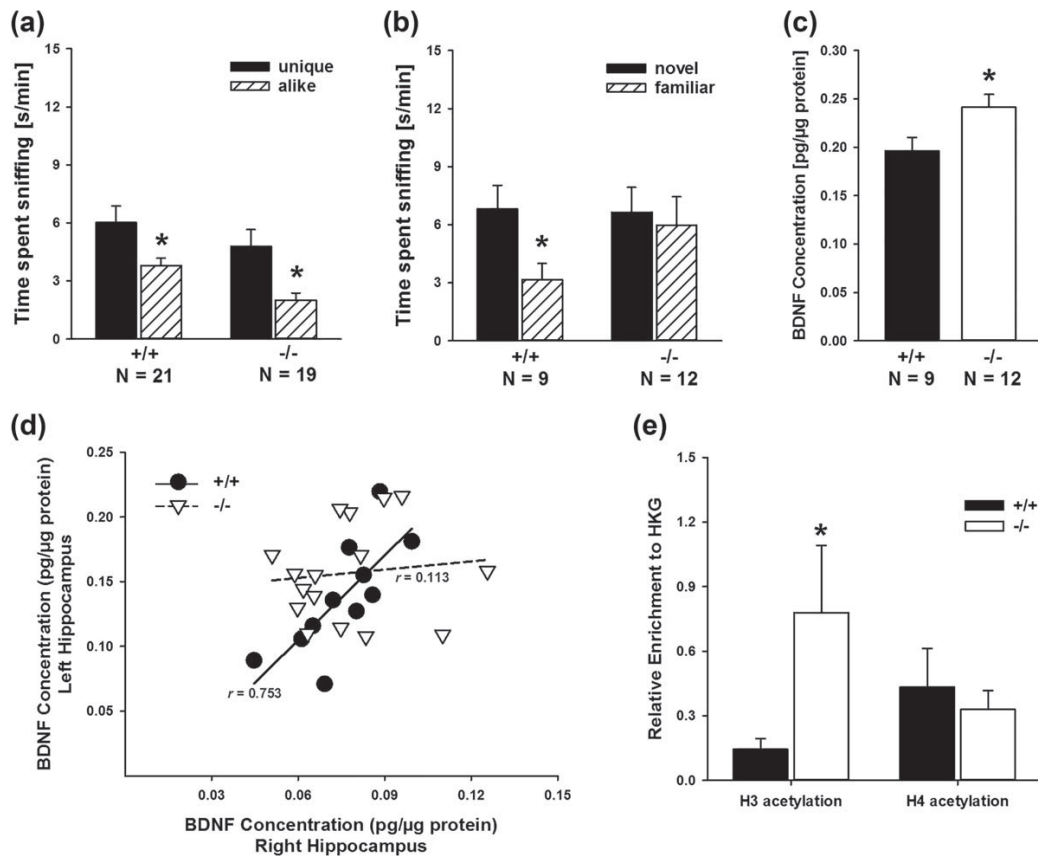 (a)
Time spent sniffing [s/min]
15
12
9
6
3
0
unique
alike
*
*
+/+
-/-
N = 21
N = 19
(b)
Time spent sniffing [s/min]
15
12
9
6
3
0
novel
familiar
*
+/+
-/-
N = 9
N = 12
(c)
BDNF Concentration [pg/µg protein]
0.30
0.25
0.20
0.15
0.10
0.05
0.00
*
+/+
-/-
N = 9
N = 12
(d)
BDNF Concentration (pg/µg protein)
Left Hippocampus
0.25
0.20
0.15
0.10
0.05
+/+
-/-
r = 0.113
r = 0.753
0.03
0.06
0.09
0.12
0.15
BDNF Concentration (pg/µg protein)
Right Hippocampus
(e)
Relative Enrichment to HKG
1.5
1.2
0.9
0.6
0.3
0.0
+/+
-/-
*
H3 acetylation
H4 acetylation